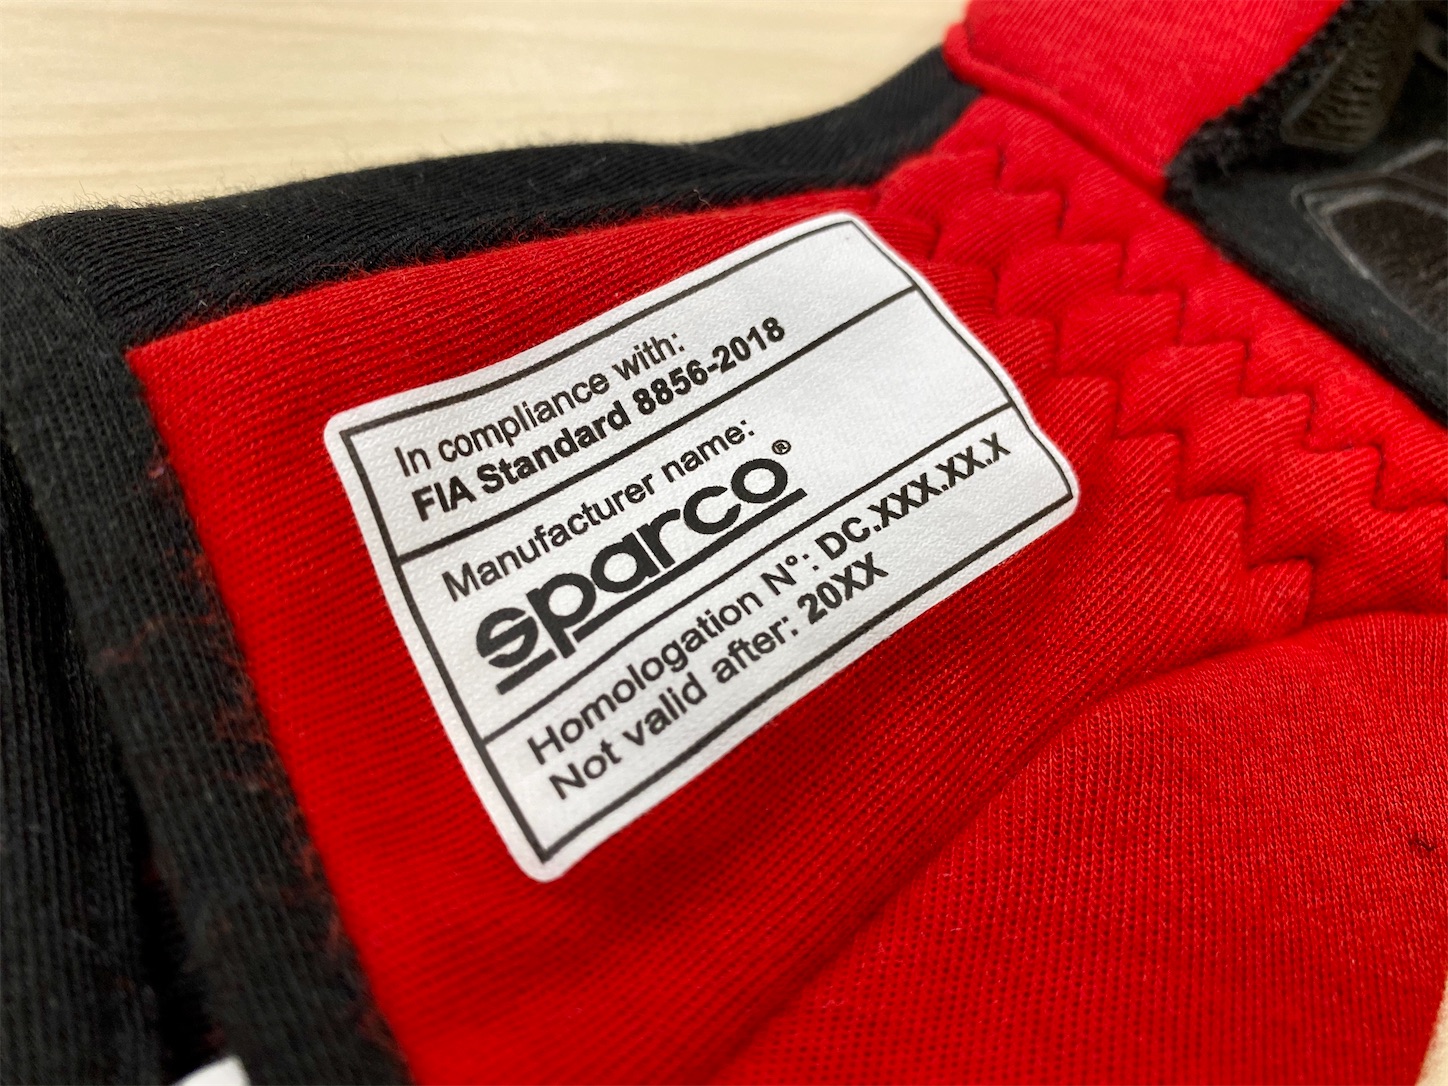 In compliance with:
FIA Standard 8856-2018
Manufacturer name:
sparco®
Homologation N°: DC.XXX.XX.X
Not valid after: 20XX